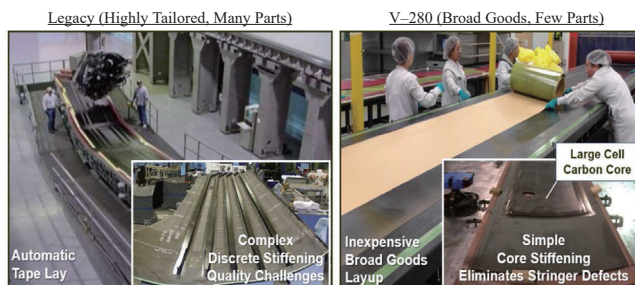 Legacy (Highly Tailored, Many Parts)
V–280 (Broad Goods, Few Parts)
Automatic
Tape Lay
Complex
Discrete Stiffening
Quality Challenges
Inexpensive
Broad Goods
Layup
Large Cell
Carbon Core
Simple
Core Stiffening
Eliminates Stringer Defects